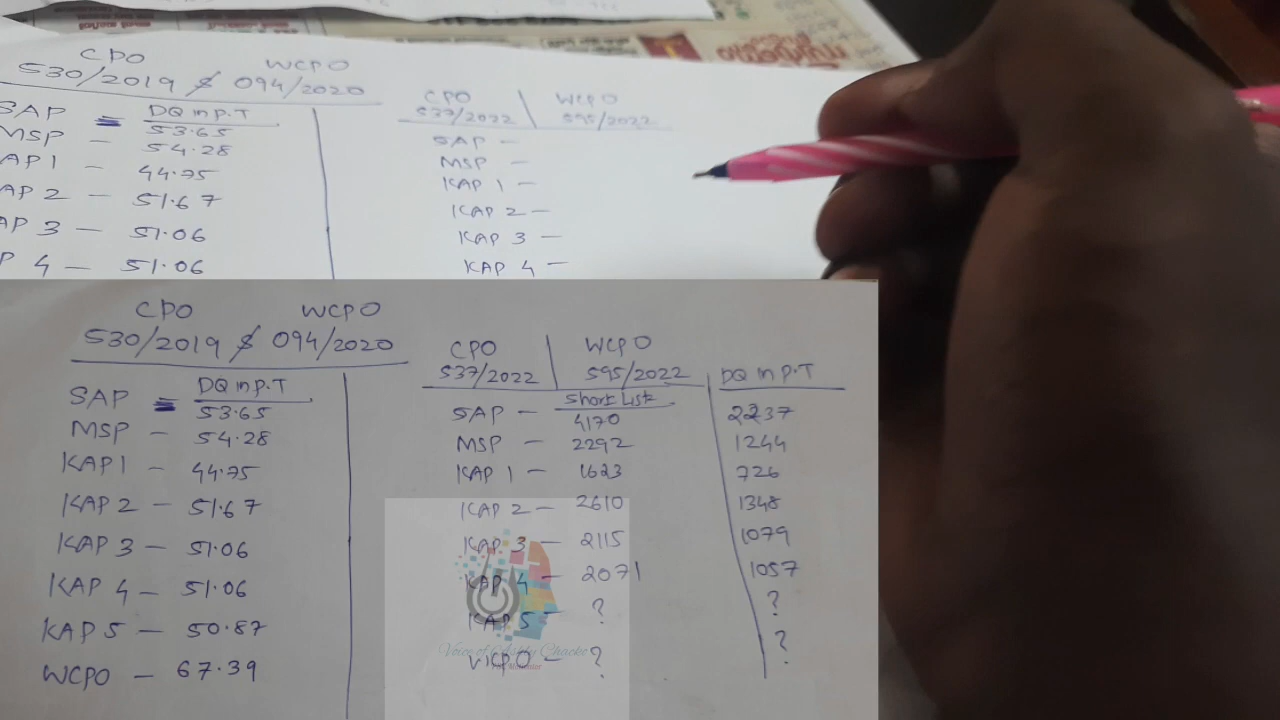 CPO WCPO
530/2019 $ 094/2020
SAP = DQ in P.T
53.65
MSP - 54.28
AP 1 - 44.75
AP 2 - 51.67
AP 3 - 51.06
P 4 - 51.06
CPO | WCPO
537/2022 595/2022
SAP -
MSP -
KAP 1 -
KAP 2 -
KAP 3 -
KAP 4 -
CPO WCPO
530/2019 $ 094/2020
SAP = DQ in P.T
53.65
MSP - 54.28
KAP 1 - 44.75
KAP 2 - 51.67
KAP 3 - 51.06
KAP 4 - 51.06
KAP 5 - 50.87
WCPO - 67.39
CPO | WCPO
537/2022 595/2022 DQ in P.T
Short List
SAP - 4170 2237
MSP - 2292 1244
KAP 1 - 1623 726
KAP 2 - 2610 1348
KAP 3 - 2115 1079
KAP 4 - 2071 1057
KAP 5 - ? ?
WCPO - ? ?
Voice of Chacko